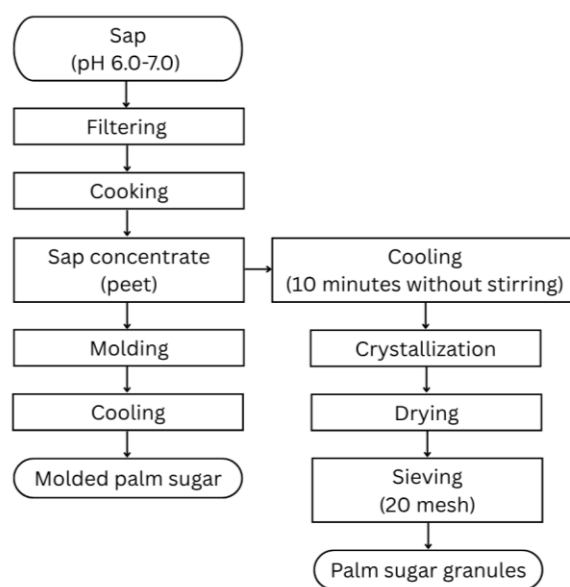 Sap
(pH 6.0-7.0)
Filtering
Cooking
Sap concentrate
(peet)
Molding
Cooling
Molded palm sugar
Cooling
(10 minutes without stirring)
Crystallization
Drying
Sieving
(20 mesh)
Palm sugar granules